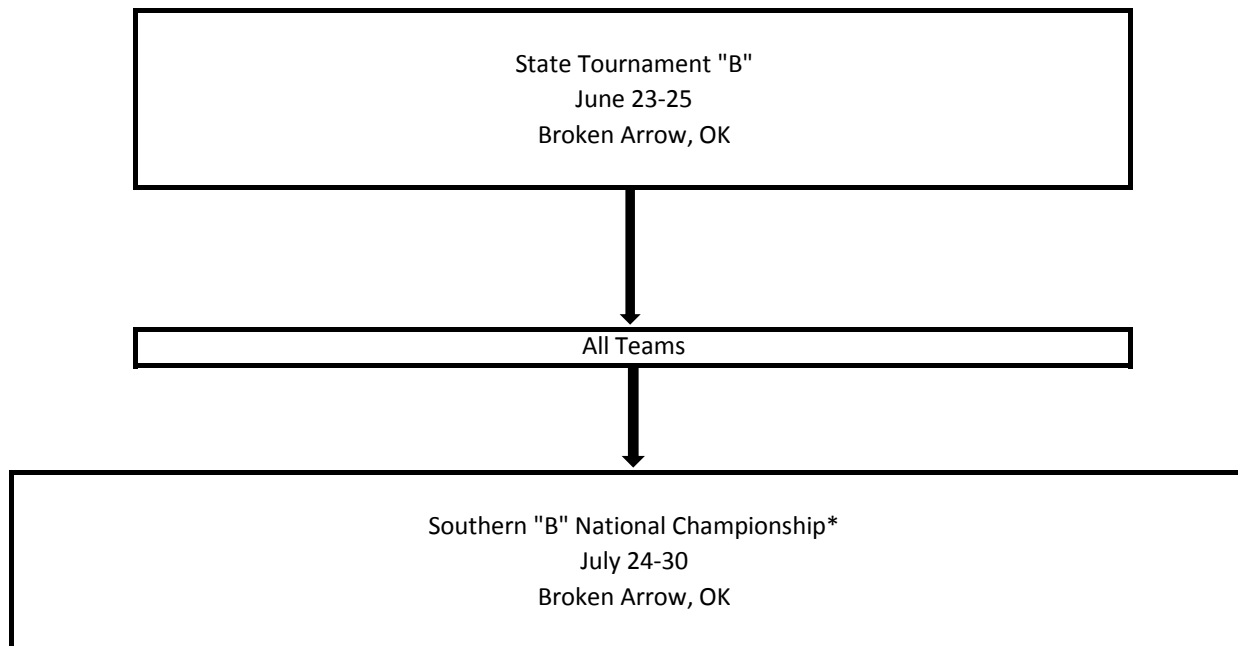 State Tournament "B"
June 23-25
Broken Arrow, OK
All Teams
Southern "B" National Championship*
July 24-30
Broken Arrow, OK